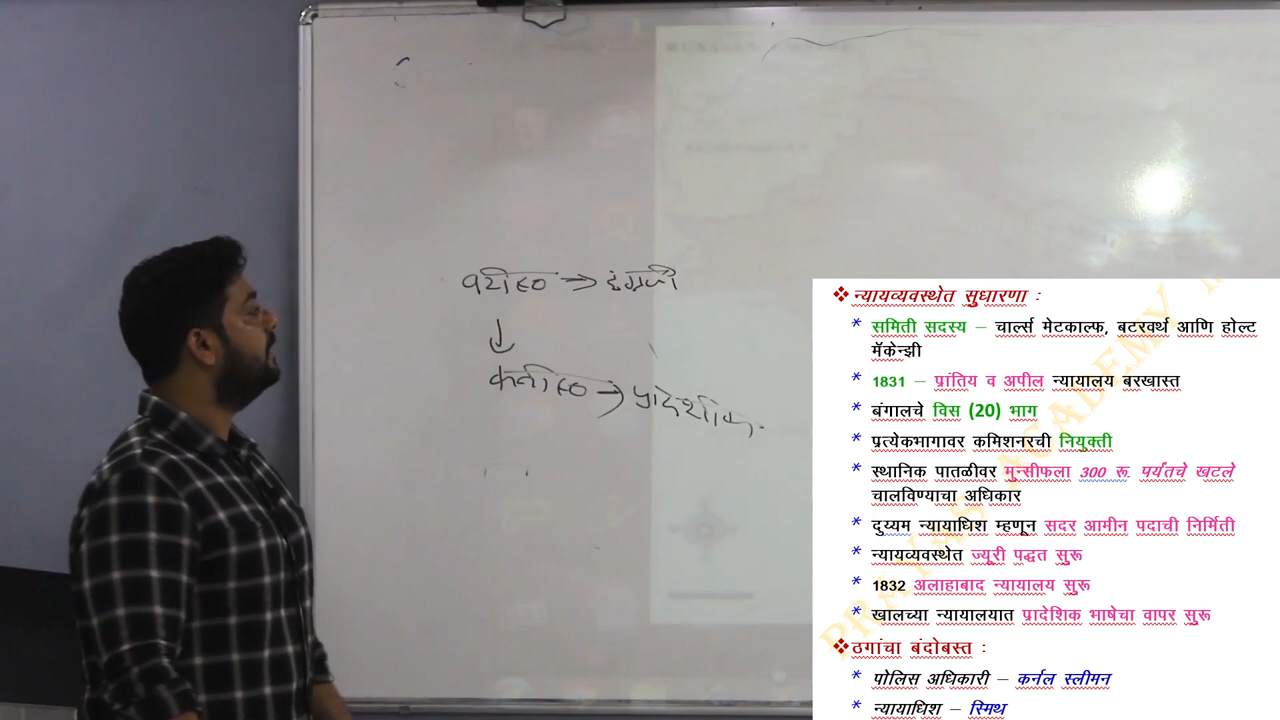 वरीष्ठ → इंग्रजी
↓
कनीष्ठ → प्रादेशीक
❖ न्यायव्यवस्थेत सुधारणा :
* समिती सदस्य – चार्ल्स मेटकाल्फ, बटरवर्थ आणि होल्ट
मॅकेन्झी
* 1831 – प्रांतिय व अपील न्यायालय बरखास्त
* बंगालचे विस (20) भाग
* प्रत्येकभागावर कमिशनरची नियुक्ती
* स्थानिक पातळीवर मुन्सीफला 300 रू. पर्यंतचे खटले
चालविण्याचा अधिकार
* दुय्यम न्यायाधिश म्हणून सदर आमीन पदाची निर्मिती
* न्यायव्यवस्थेत ज्यूरी पद्धत सुरू
* 1832 अलाहाबाद न्यायालय सुरू
* खालच्या न्यायालयात प्रादेशिक भाषेचा वापर सुरू
❖ ठगांचा बंदोबस्त :
* पोलिस अधिकारी – कर्नल स्लीमन
* न्यायाधिश – स्मिथ